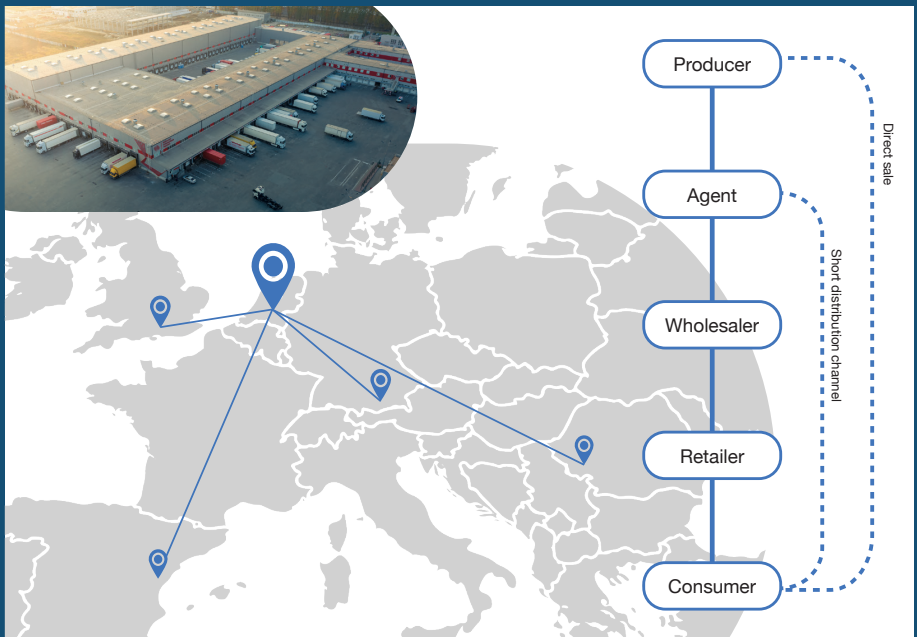 Producer
Agent
Wholesaler
Retailer
Consumer
Short distribution channel
Direct sale